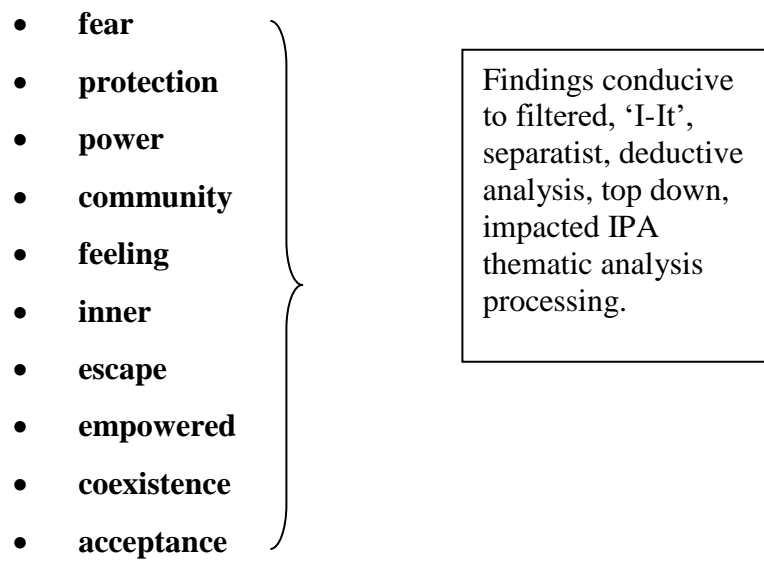 • fear
• protection
• power
• community
• feeling
• inner
• escape
• empowered
• coexistence
• acceptance
Findings conducive
to filtered, ‘I-It’,
separatist, deductive
analysis, top down,
impacted IPA
thematic analysis
processing.